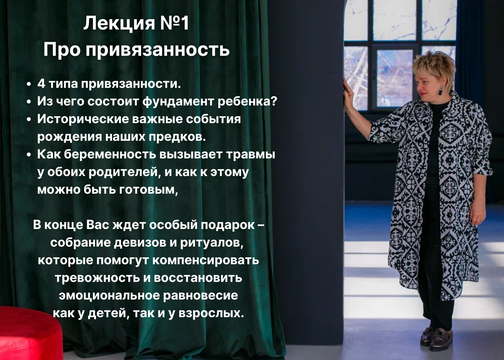 Лекция №1
Про привязанность
• 4 типа привязанности.
• Из чего состоит фундамент ребенка?
• Исторические важные события
рождения наших предков.
• Как беременность вызывает травмы
у обоих родителей, и как к этому
можно быть готовым,
В конце Вас ждет особый подарок –
собрание девизов и ритуалов,
которые помогут компенсировать
тревожность и восстановить
эмоциональное равновесие
как у детей, так и у взрослых.